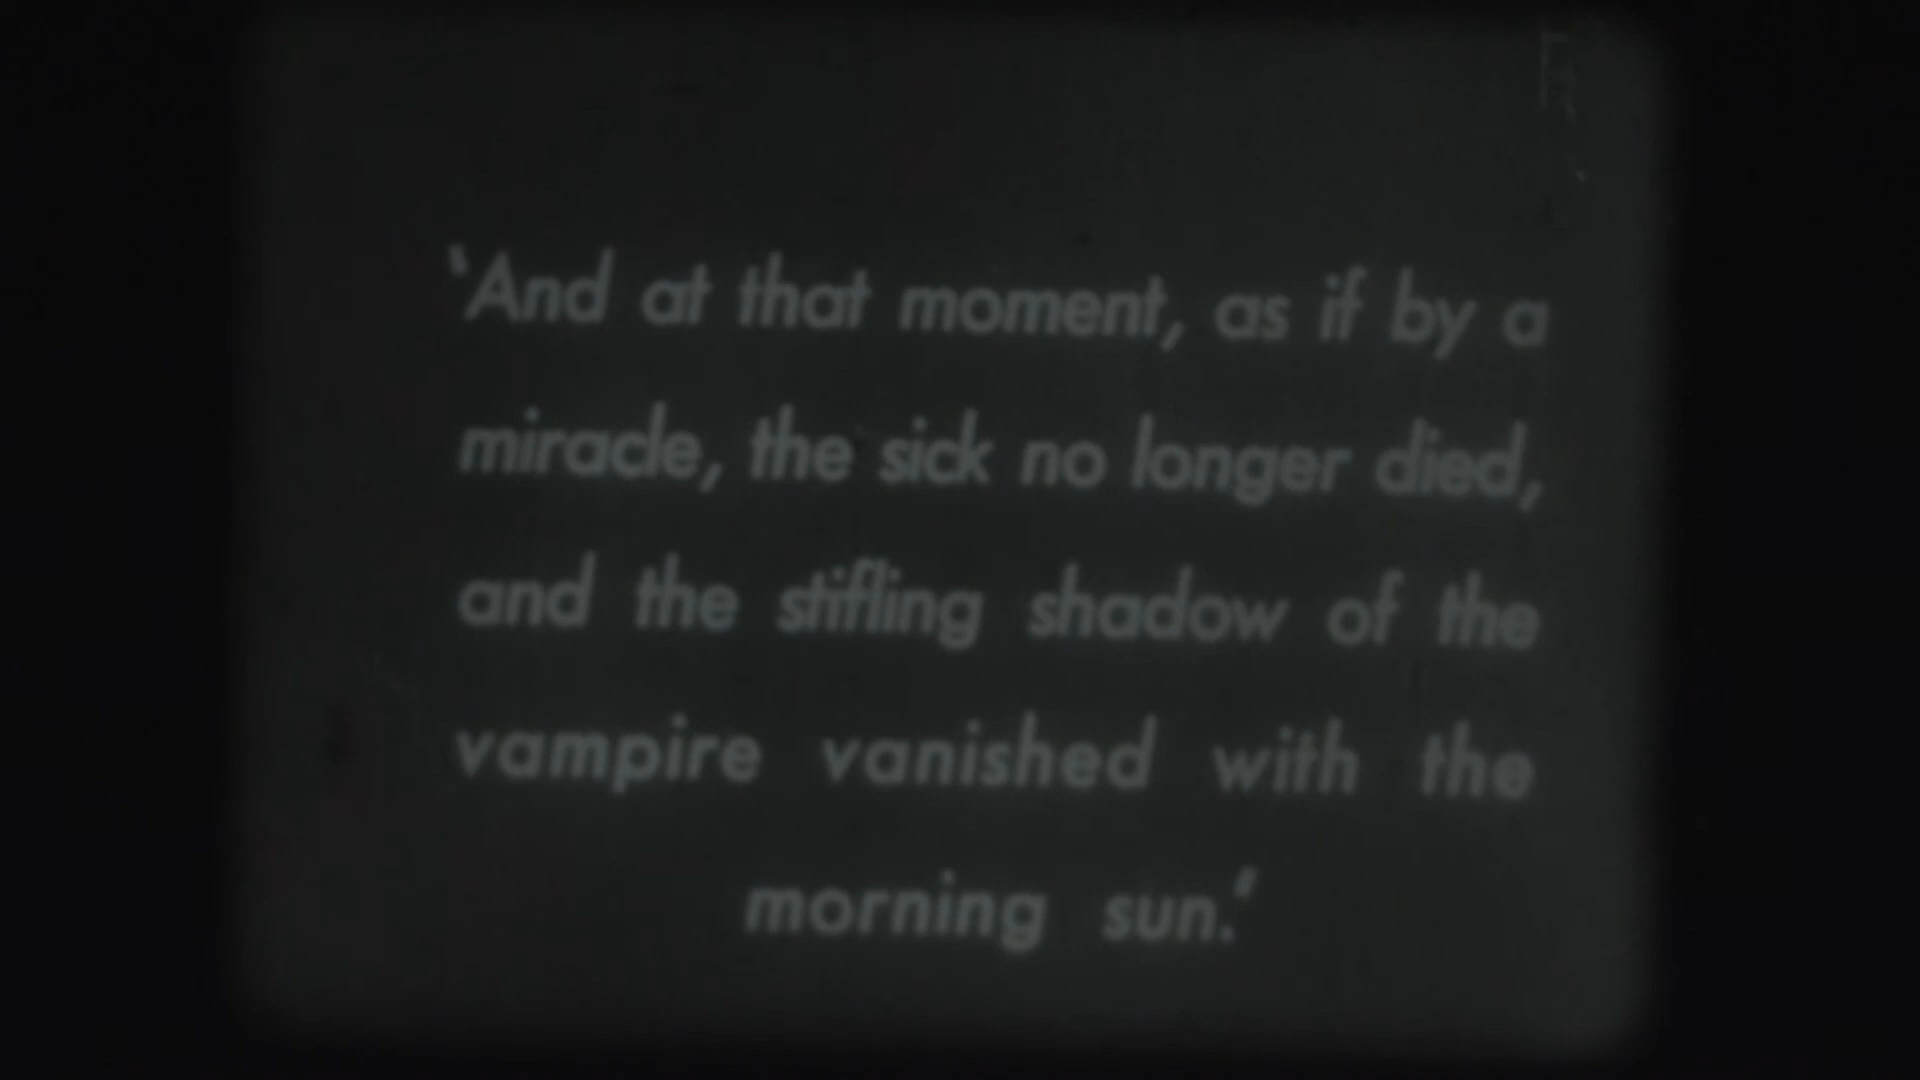 ‘And at that moment, as if by a
miracle, the sick no longer died,
and the stifling shadow of the
vampire vanished with the
morning sun.’